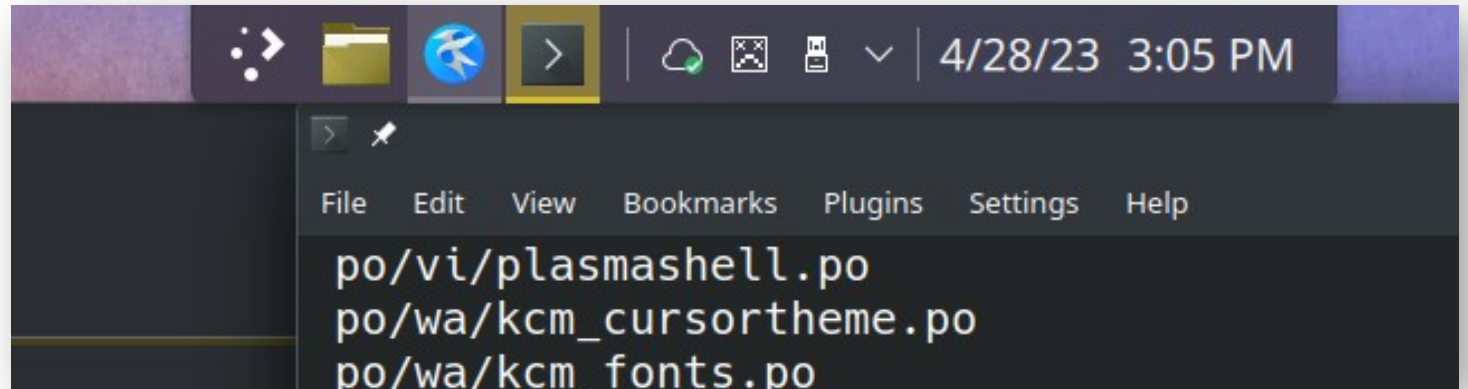 4/28/23 3:05 PM
File Edit View Bookmarks Plugins Settings Help
po/vi/plasmashell.po
po/wa/kcm_cursortheme.po
po/wa/kcm_fonts.po